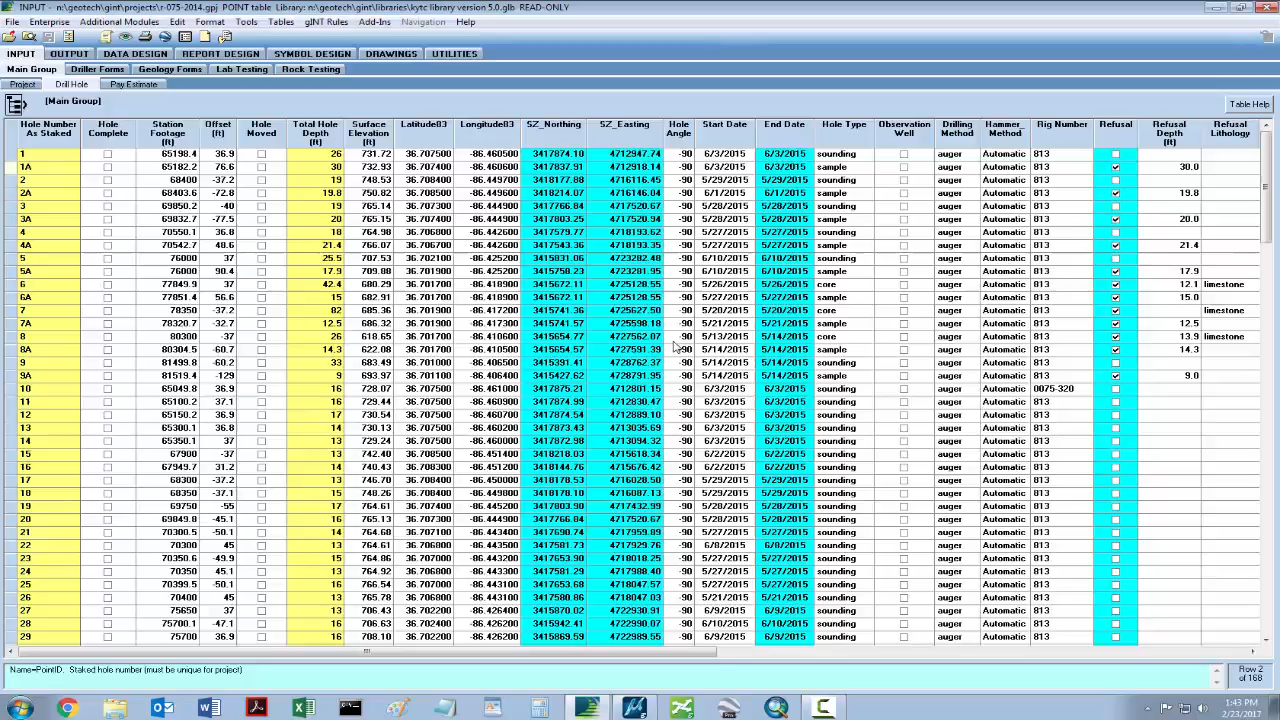 INPUT - n:\geotech\gint\projects\r-075-2014.gpj POINT table Library: n:\geotech\gint\libraries\kytc library version 5.0.glb READ-ONLY
File Enterprise Additional Modules Edit Format Tools Tables gINT Rules Add-Ins Navigation Help
INPUT OUTPUT DATA DESIGN REPORT DESIGN SYMBOL DESIGN DRAWINGS UTILITIES
Main Group Driller Forms Geology Forms Lab Testing Rock Testing
Project Drill Hole Pay Estimate
[Main Group] Table Help
Hole Number As Staked Hole Complete Station Footage (ft) Offset (ft) Hole Moved Total Hole Depth (ft) Surface Elevation (ft) Latitude83 Longitude83 SZ_Northing SZ_Easting Hole Angle Start Date End Date Hole Type Observation Well Drilling Method Hammer_ Method Rig Number Refusal Refusal Depth (ft) Refusal Lithology
1 65198.4 36.9 26 731.72 36.707500 -86.460500 3417874.10 4712947.74 -90 6/3/2015 6/3/2015 sounding auger Automatic 813
1A 65182.2 76.6 30 732.93 36.707400 -86.460600 3417837.91 4712918.14 -90 6/3/2015 6/3/2015 sample auger Automatic 813 30.0
2 68400 -37.2 19 748.53 36.708400 -86.449700 3418177.88 4716116.45 -90 5/29/2015 5/29/2015 sounding auger Automatic 813
2A 68403.6 -72.8 19.8 750.82 36.708500 -86.449700 3418214.07 4716146.04 -90 6/1/2015 6/1/2015 sample auger Automatic 813 19.8
3 69850.2 -40 19 765.14 36.707300 -86.444900 3417766.84 4717520.67 -90 5/28/2015 5/28/2015 sounding auger Automatic 813
3A 69832.7 -77.5 20 765.15 36.707400 -86.444900 3417803.25 4717520.94 -90 5/28/2015 5/28/2015 sample auger Automatic 813 20.0
4 70550.1 36.8 18 764.98 36.706800 -86.442600 3417579.77 4718193.62 -90 5/27/2015 5/27/2015 sounding auger Automatic 813
4A 70542.7 48.6 21.4 766.07 36.706700 -86.442600 3417543.36 4718193.35 -90 5/27/2015 5/27/2015 sample auger Automatic 813 21.4
5 76000 37 25.5 707.53 36.702100 -86.425200 3415831.06 4723282.48 -90 6/10/2015 6/10/2015 sounding auger Automatic 813
5A 76000 90.4 17.9 709.88 36.701900 -86.425200 3415758.23 4723281.95 -90 6/10/2015 6/10/2015 sample auger Automatic 813 17.9
6 77849.9 37 42.4 680.29 36.701700 -86.418900 3415672.11 4725128.55 -90 5/26/2015 5/26/2015 core auger Automatic 813 12.1 limestone
6A 77851.4 56.6 15 682.91 36.701700 -86.418900 3415672.11 4725128.55 -90 5/27/2015 5/27/2015 sample auger Automatic 813 15.0
7 78350 -37.2 82 685.36 36.701900 -86.417200 3415741.36 4725627.50 -90 5/20/2015 5/20/2015 core auger Automatic 813 limestone
7A 78320.7 -32.7 12.5 686.32 36.701900 -86.417300 3415741.57 4725598.18 -90 5/21/2015 5/21/2015 sample auger Automatic 813 12.5
8 80300 -37 26 618.65 36.701700 -86.410600 3415654.77 4727562.07 -90 5/13/2015 5/14/2015 core auger Automatic 813 13.9 limestone
8A 80304.5 -60.7 14.3 622.08 36.701700 -86.410500 3415654.57 4727591.39 -90 5/14/2015 5/14/2015 sample auger Automatic 813 14.3
9 81499.8 -50.2 33 683.49 36.701000 -86.406500 3415391.41 4728762.37 -90 5/14/2015 5/14/2015 sounding auger Automatic 813
9A 81519.4 -129 9 693.97 36.701100 -86.406400 3415427.62 4728791.95 -90 5/14/2015 5/14/2015 sample auger Automatic 813 9.0
10 65049.8 36.9 16 728.07 36.707500 -86.461000 3417875.21 4712801.15 -90 6/3/2015 6/3/2015 sounding auger Automatic 0075-320
11 65100.2 37.1 16 729.44 36.707500 -86.460900 3417874.99 4712830.47 -90 6/3/2015 6/3/2015 sounding auger Automatic 813
12 65150.2 36.9 16 730.54 36.707500 -86.460700 3417874.54 4712889.10 -90 6/3/2015 6/3/2015 sounding auger Automatic 813
13 65300.1 36.8 14 730.13 36.707500 -86.460200 3417873.43 4713035.69 -90 6/3/2015 6/3/2015 sounding auger Automatic 813
14 65350.1 37 13 729.24 36.707500 -86.460000 3417872.98 4713094.32 -90 6/3/2015 6/3/2015 sounding auger Automatic 813
15 67900 -37 13 742.40 36.708500 -86.451400 3418218.03 4715618.34 -90 6/2/2015 6/2/2015 sounding auger Automatic 813
16 67949.7 31.2 14 740.43 36.708300 -86.451200 3418144.76 4715676.42 -90 6/2/2015 6/2/2015 sounding auger Automatic 813
17 68300 -37.2 13 746.70 36.708400 -86.450000 3418178.53 4716028.50 -90 5/29/2015 5/29/2015 sounding auger Automatic 813
18 68350 -37.1 15 748.26 36.708400 -86.449800 3418178.10 4716087.13 -90 5/29/2015 5/29/2015 sounding auger Automatic 813
19 69750 -55 17 764.61 36.707400 -86.445200 3417803.90 4717432.99 -90 5/28/2015 5/28/2015 sounding auger Automatic 813
20 69849.8 -45.1 16 765.13 36.707300 -86.444900 3417766.84 4717520.67 -90 5/28/2015 5/28/2015 sounding auger Automatic 813
21 70300.5 -50.1 14 764.68 36.707100 -86.443400 3417690.74 4717959.89 -90 5/27/2015 5/27/2015 sounding auger Automatic 813
22 70300 45 13 764.61 36.706800 -86.443500 3417581.73 4717929.76 -90 6/8/2015 6/8/2015 sounding auger Automatic 813
23 70350.6 -49.9 15 764.86 36.707000 -86.443200 3417653.90 4718018.25 -90 5/27/2015 5/27/2015 sounding auger Automatic 813
24 70350 45.1 13 764.92 36.706800 -86.443300 3417581.29 4717988.40 -90 6/8/2015 6/8/2015 sounding auger Automatic 813
25 70399.5 -50.1 16 766.54 36.707000 -86.443100 3417653.68 4718047.57 -90 5/27/2015 5/27/2015 sounding auger Automatic 813
26 70400 45 13 765.78 36.706800 -86.443100 3417580.86 4718047.03 -90 6/8/2015 6/8/2015 sounding auger Automatic 813
27 75650 37 13 706.43 36.702200 -86.426400 3415870.02 4722930.91 -90 6/9/2015 6/9/2015 sounding auger Automatic 813
28 75700.1 -47.1 13 706.63 36.702400 -86.426200 3415942.41 4722990.07 -90 6/10/2015 6/10/2015 sounding auger Automatic 813
29 75700 36.9 16 708.10 36.702200 -86.426200 3415869.59 4722989.55 -90 6/9/2015 6/9/2015 sounding auger Automatic 813
Name=PointID. Staked hole number (must be unique for project) Row 2 of 168
1:43 PM
2/23/2017